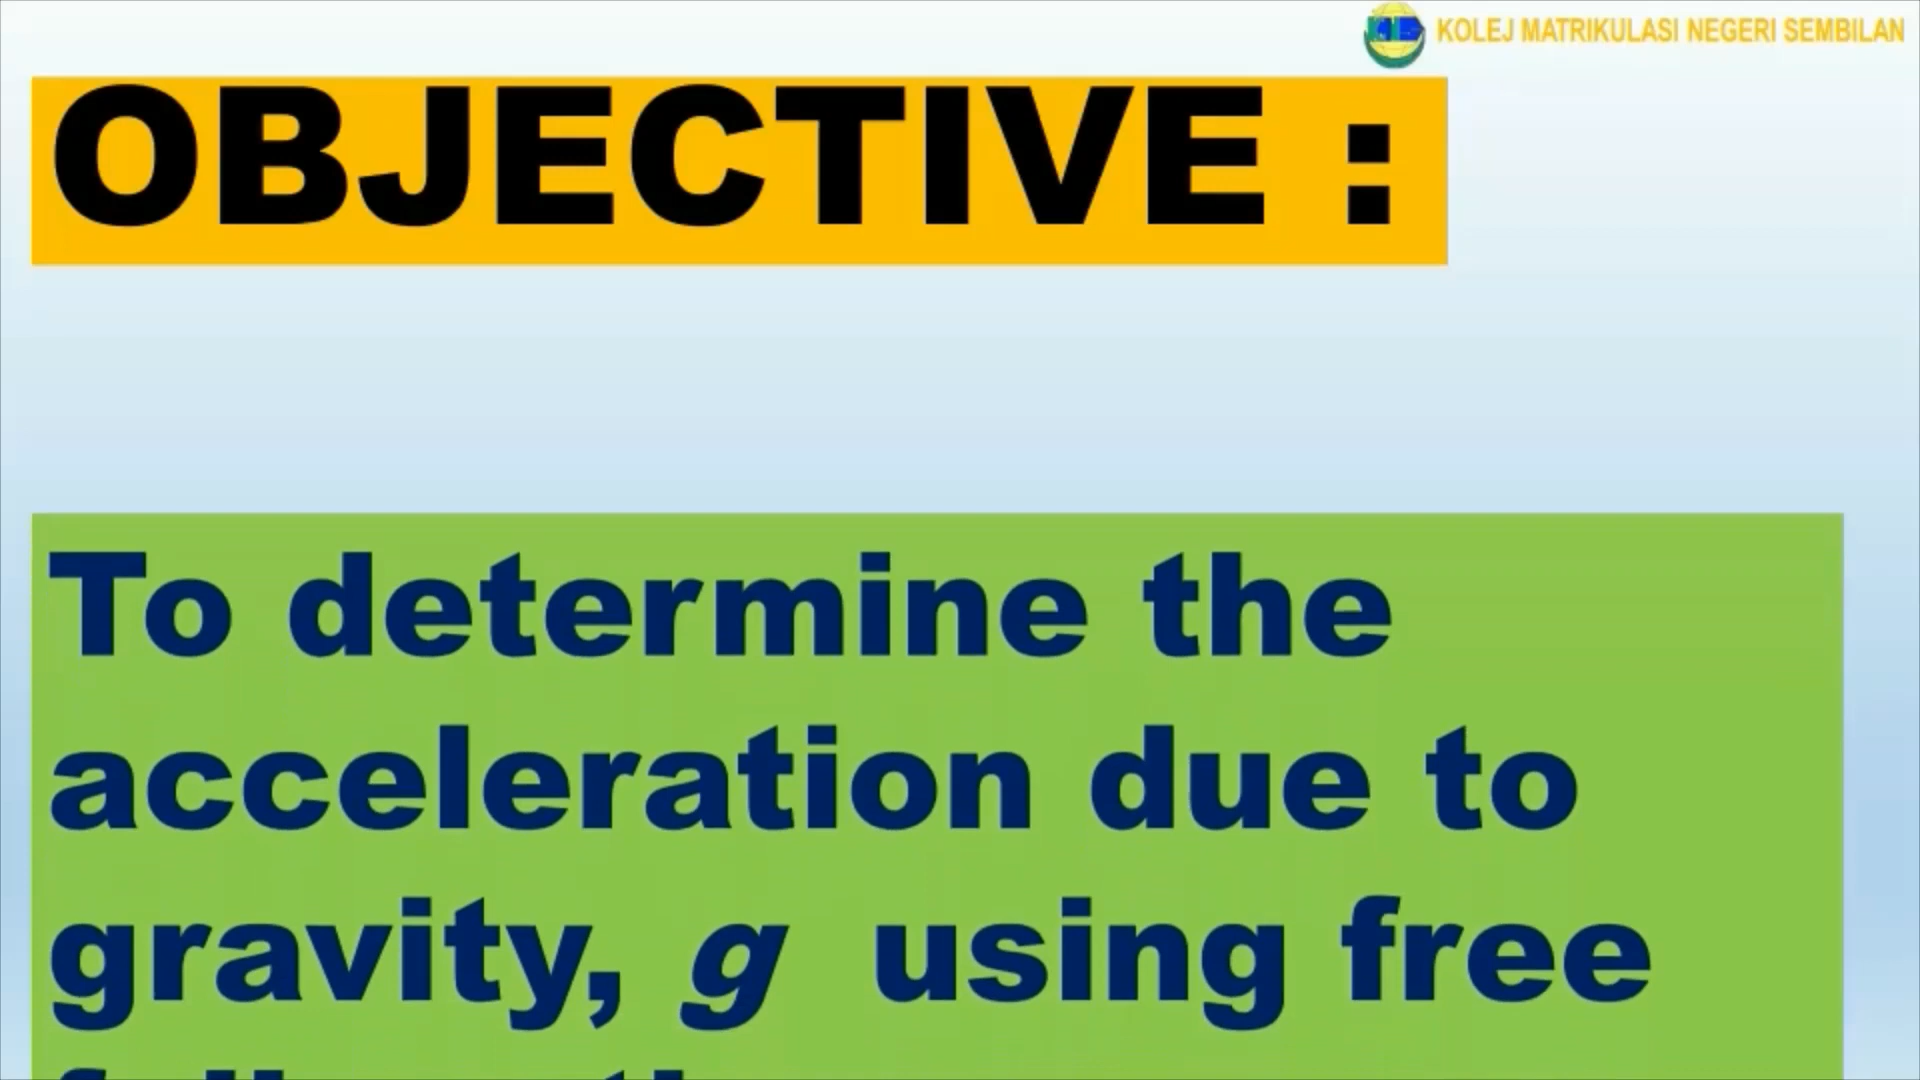 KOLEJ MATRIKULASI NEGERI SEMBILAN
OBJECTIVE :
To determine the
acceleration due to
gravity, g using free